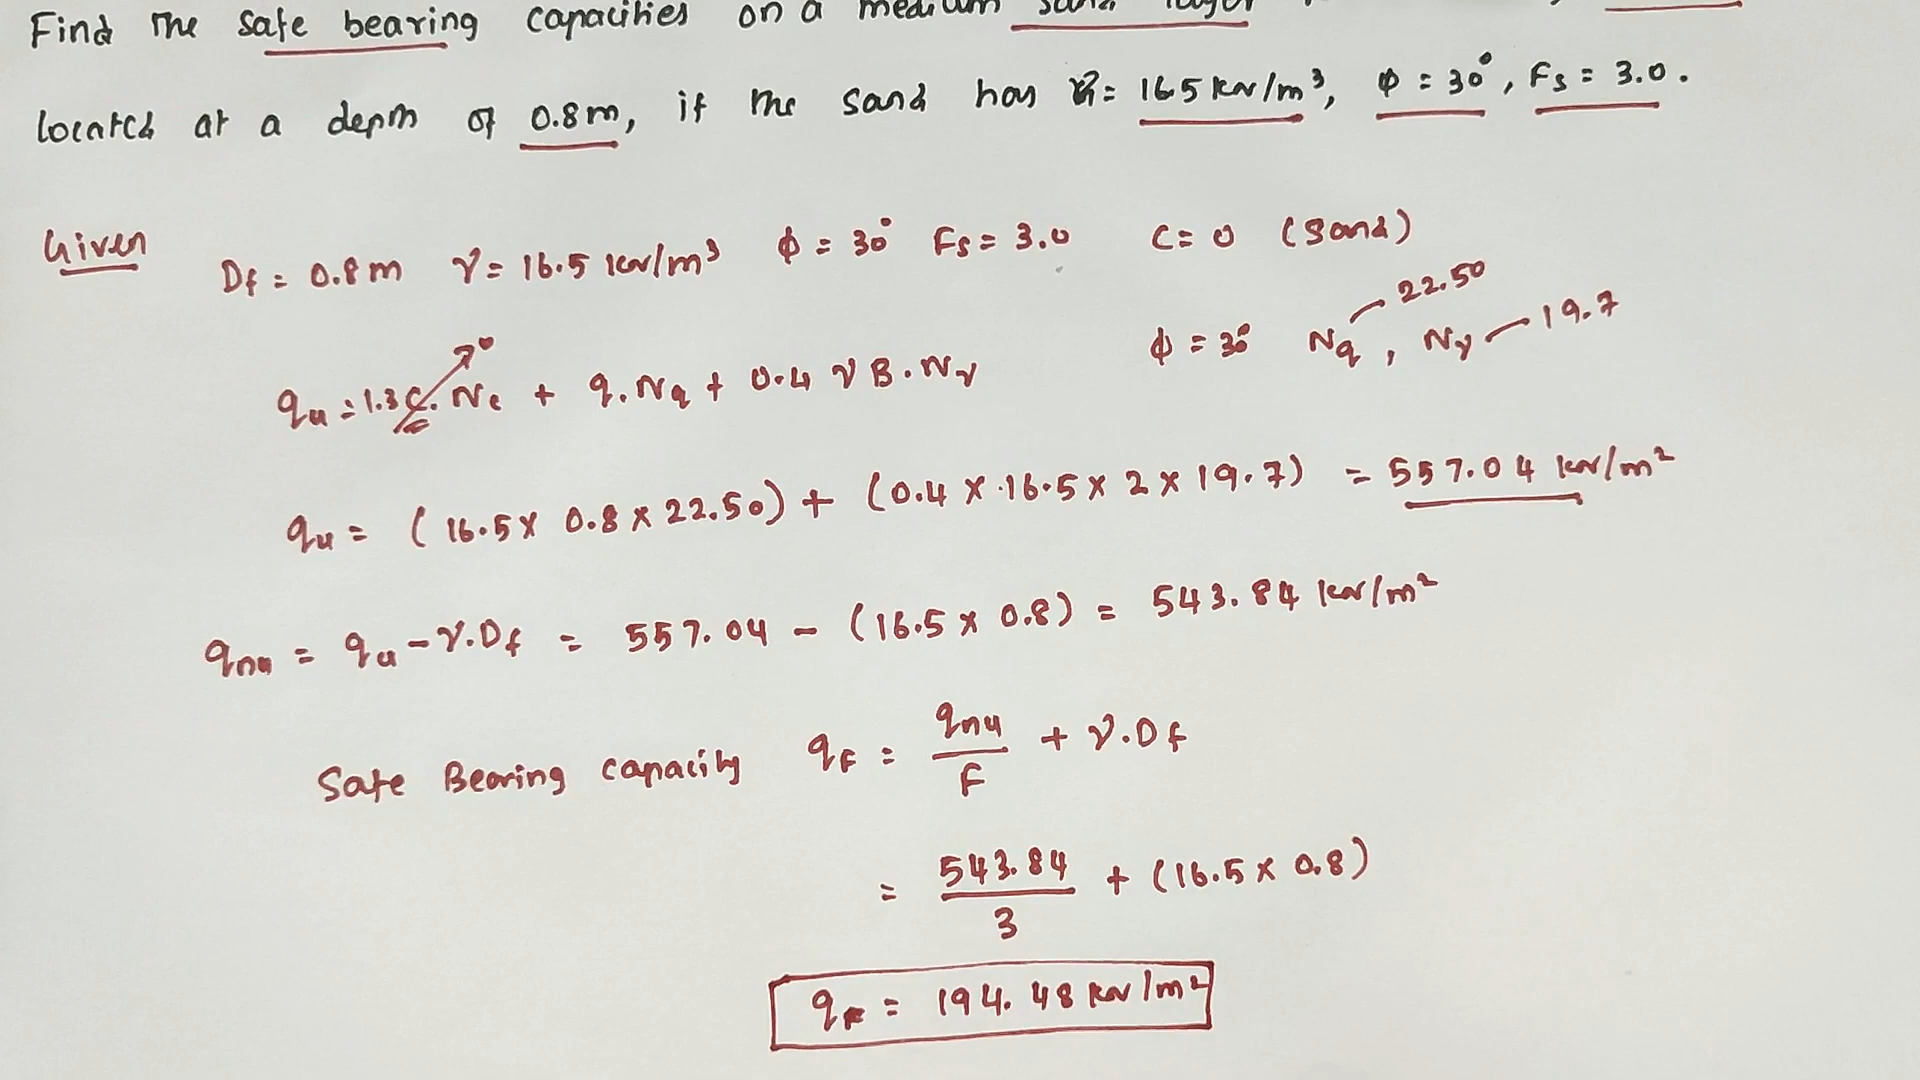 Find the safe bearing capacities on a medium sand layer
located at a depth of 0.8m, if the sand has γ = 16.5 kN/m³, Φ = 30°, Fs = 3.0.
Given
Df = 0.8m γ = 16.5 kN/m³ ϕ = 30° Fs = 3.0 C = 0 (Sand)
22.50
ϕ = 30° Nq, Nγ 19.7
0
qu = 1.3 C. Nc + q. Nq + 0.4 γ B. Nγ
qu = (16.5 x 0.8 x 22.50) + (0.4 x 16.5 x 2 x 19.7) = 557.04 kN/m²
qnu = qu - γ.Df = 557.04 - (16.5 x 0.8) = 543.84 kN/m²
Safe Bearing capacity qF = qnu / F + γ.Df
= 543.84 / 3 + (16.5 x 0.8)
qF = 194.48 kN/m²